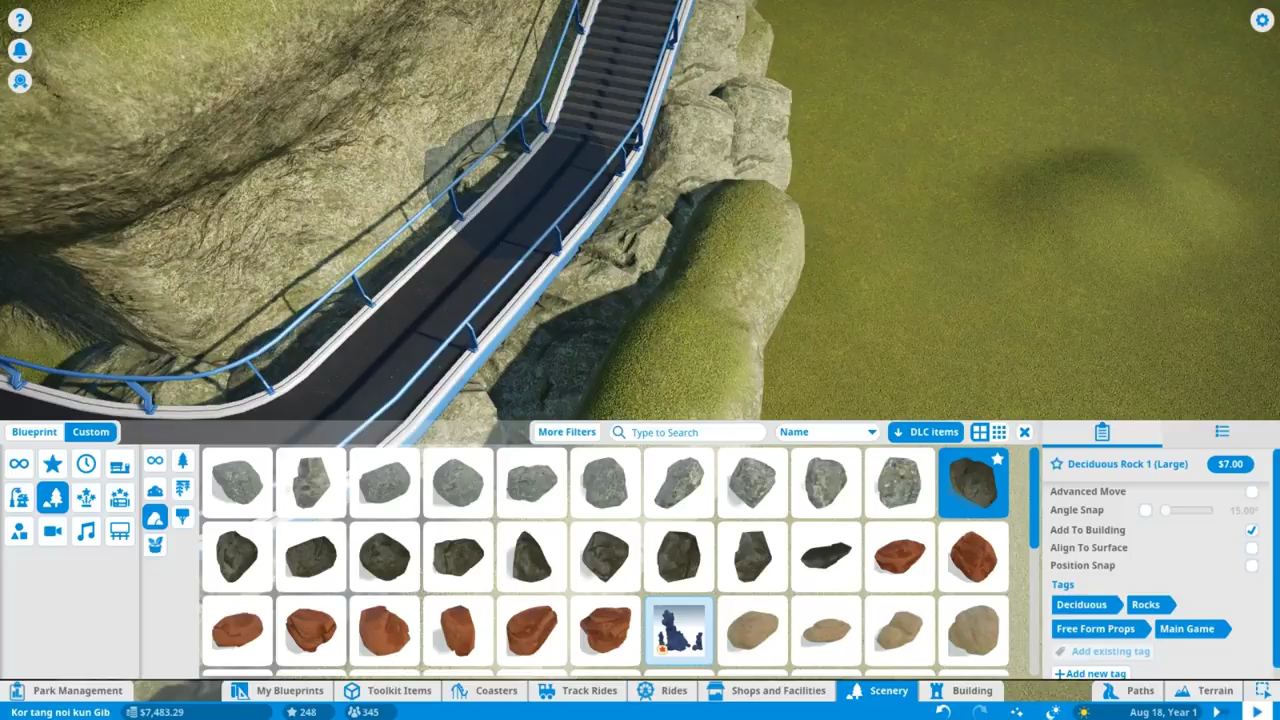 ?
Blueprint
Custom
More Filters
Type to Search
Name
DLC items
Deciduous Rock 1 (Large)
$7.00
Advanced Move
Angle Snap
15.00°
Add To Building
Align To Surface
Position Snap
Tags
Deciduous
Rocks
Free Form Props
Main Game
Add existing tag
+Add new tag
Park Management
My Blueprints
Toolkit Items
Coasters
Track Rides
Rides
Shops and Facilities
Scenery
Building
Paths
Terrain
Kor tang noi kun Gib
$7,483.29
248
345
Aug 18, Year 1